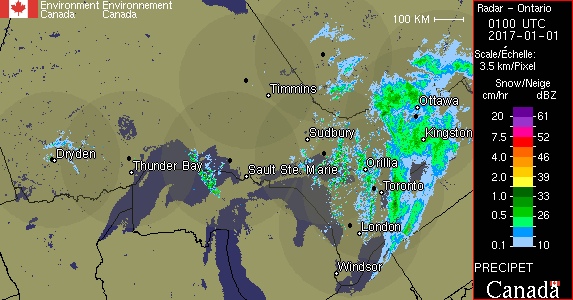 Environment Environnement
Canada Canada
100 KM
Radar - Ontario
0100 UTC
2017-01-01
Scale/Échelle:
3.5 km/Pixel
Snow/Neige
cm/hr dBZ
20 61
7.5 52
4.0 46
2.0 39
1.0 33
0.5 26
0.1 10
Timmins
Ottawa
Sudbury
Kingston
Dryden
Thunder Bay
Sault Ste. Marie
Orillia
Toronto
London
Windsor
PRECIPET
Canada